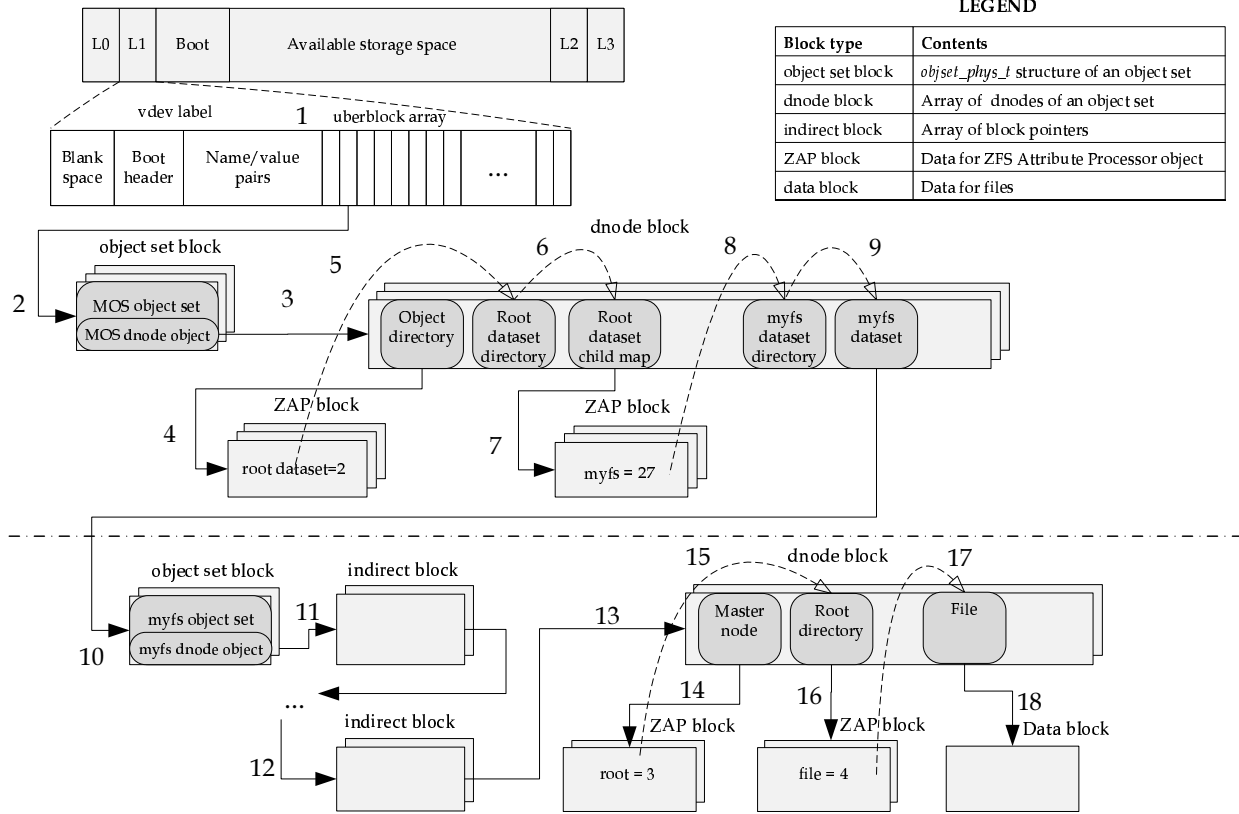 LEGEND
L0 L1 Boot Available storage space L2 L3
Block type Contents
object set block objset_phys_t structure of an object set
dnode block Array of dnodes of an object set
indirect block Array of block pointers
ZAP block Data for ZFS Attribute Processor object
data block Data for files
vdev label 1 uberblock array
Blank space
Boot header
Name/value pairs
...
object set block
2
MOS object set
MOS dnode object
3
5
6
dnode block
8
9
Object directory
Root dataset directory
Root dataset child map
myfs dataset directory
myfs dataset
4
ZAP block
root dataset=2
7
ZAP block
myfs = 27
object set block
10
myfs object set
myfs dnode object
11
indirect block
...
12
indirect block
13
15
dnode block
17
Master node
Root directory
File
14
ZAP block
root = 3
16
ZAP block
file = 4
18
Data block